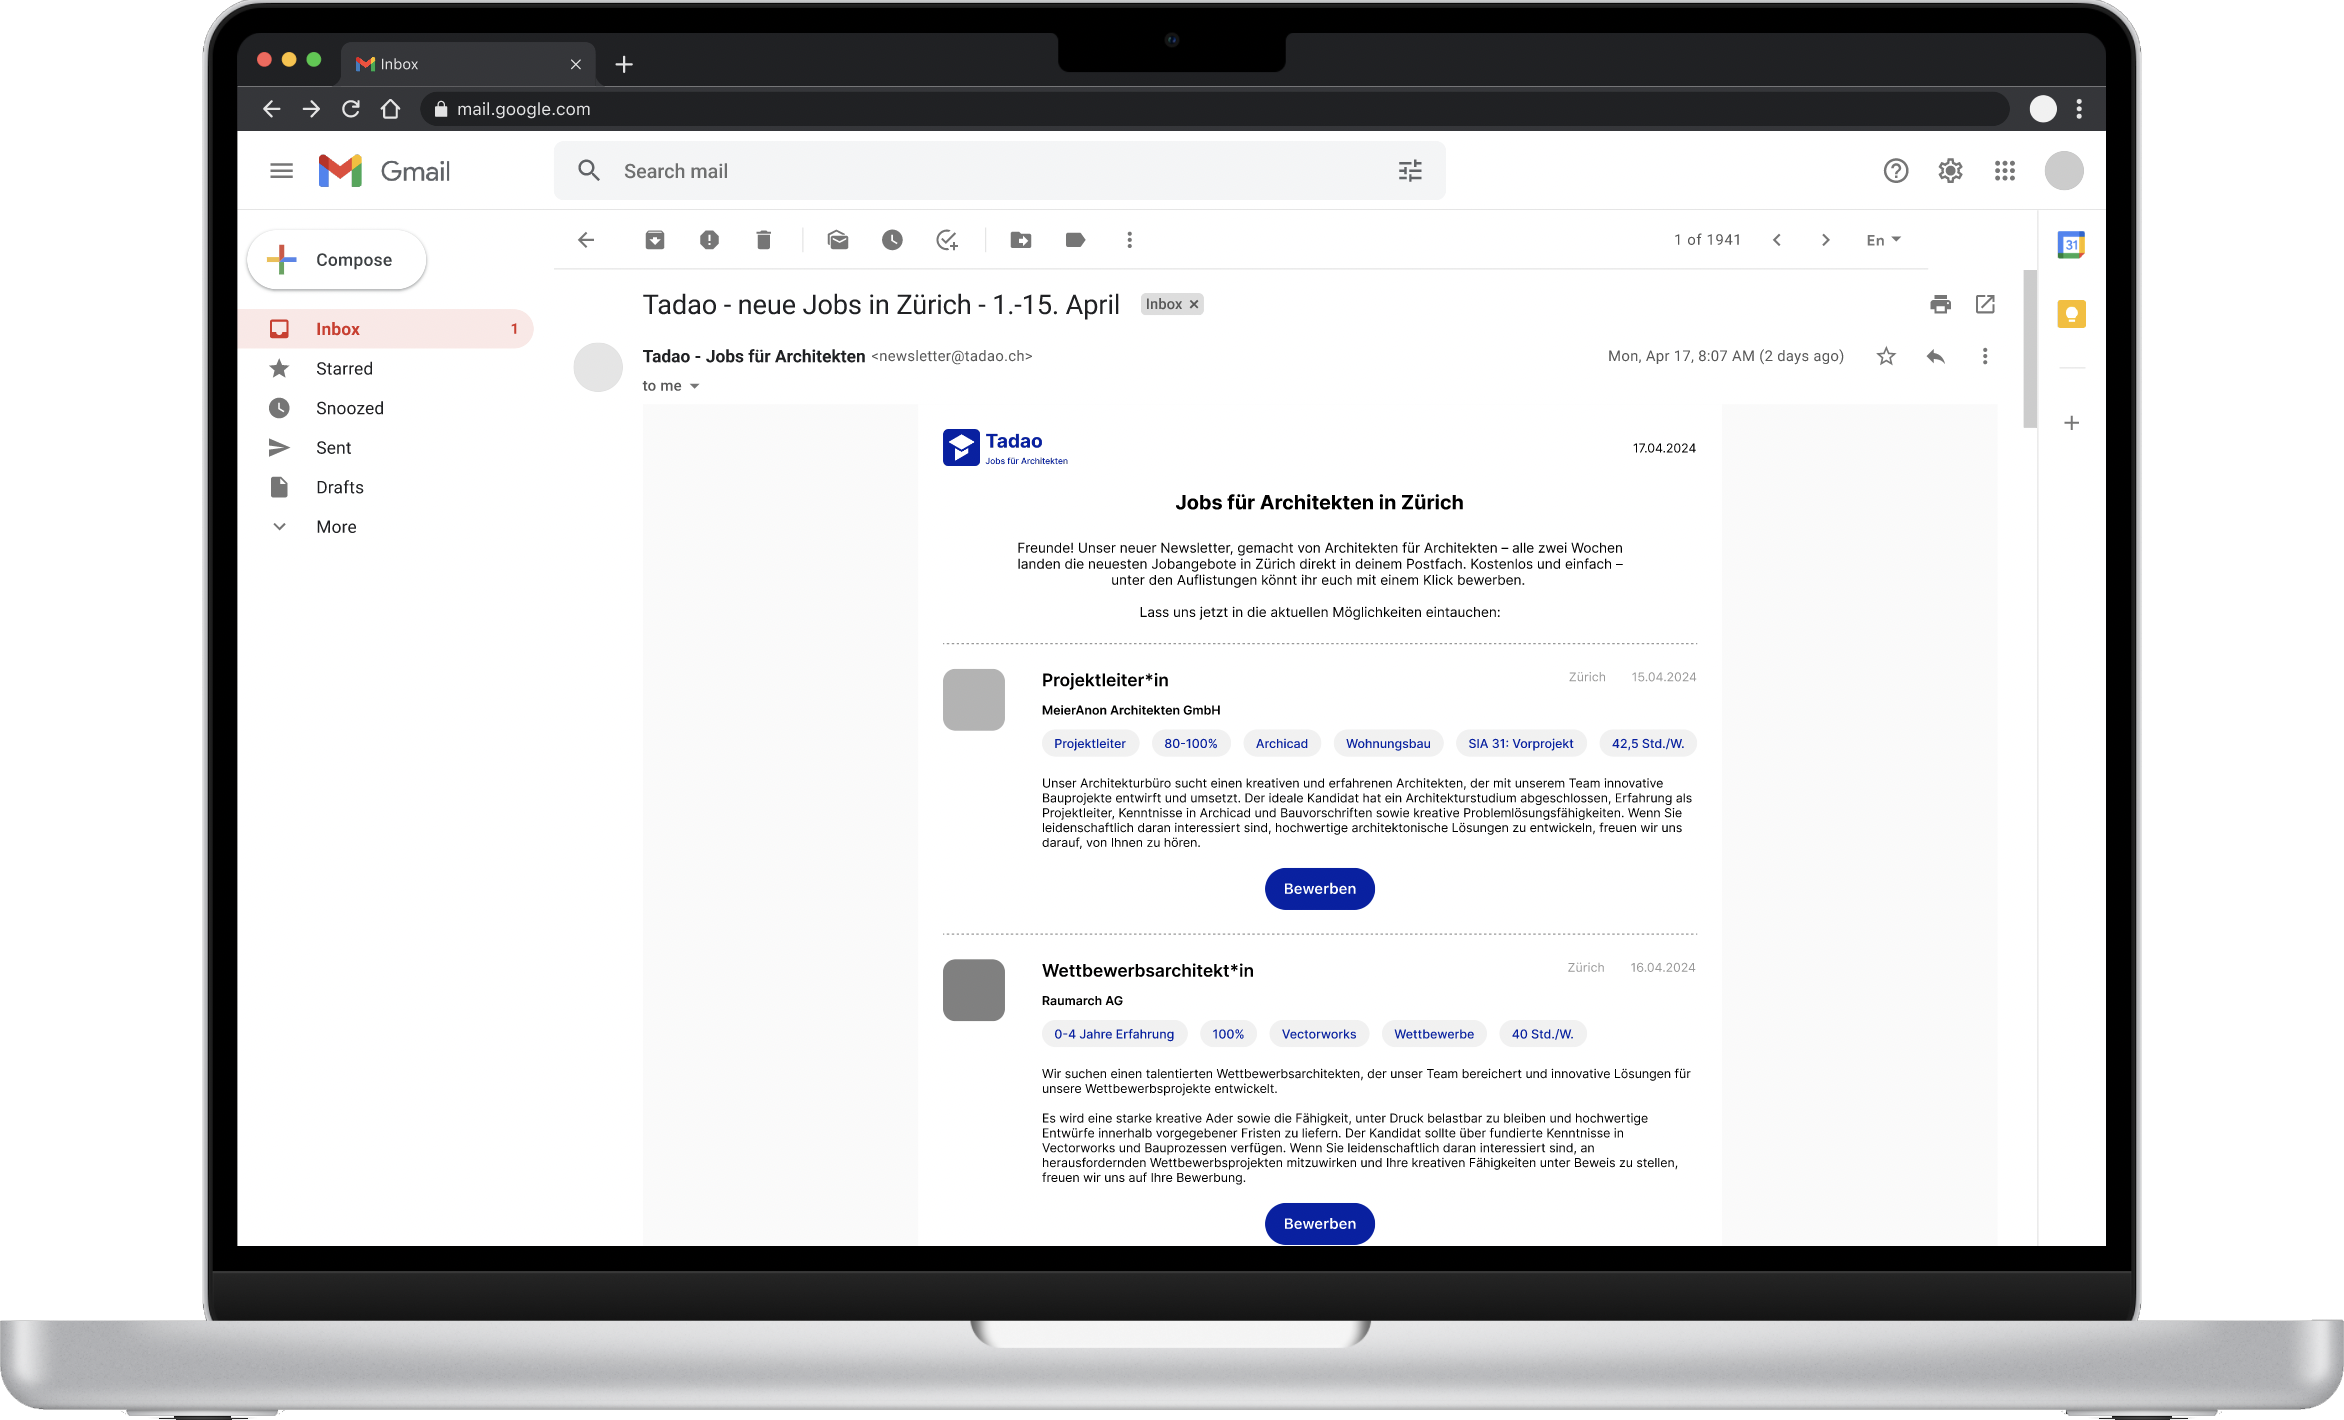 Inbox
mail.google.com
Gmail
Search mail
Compose
1 of 1941
En
Inbox 1
Starred
Snoozed
Sent
Drafts
More
Tadao - neue Jobs in Zürich - 1.-15. April
Inbox
Tadao - Jobs für Architekten <newsletter@tadao.ch>
Mon, Apr 17, 8:07 AM (2 days ago)
to me
31
Tadao
Jobs für Architekten
17.04.2024
Jobs für Architekten in Zürich
Freunde! Unser neuer Newsletter, gemacht von Architekten für Architekten – alle zwei Wochen
landen die neuesten Jobangebote in Zürich direkt in deinem Postfach. Kostenlos und einfach –
unter den Auflistungen könnt ihr euch mit einem Klick bewerben.
Lass uns jetzt in die aktuellen Möglichkeiten eintauchen:
Projektleiter*in
Zürich 15.04.2024
MeierAnon Architekten GmbH
Projektleiter 80-100% Archicad Wohnungsbau SIA 31: Vorprojekt 42,5 Std./W.
Unser Architekturbüro sucht einen kreativen und erfahrenen Architekten, der mit unserem Team innovative
Bauprojekte entwirft und umsetzt. Der ideale Kandidat hat ein Architekturstudium abgeschlossen, Erfahrung als
Projektleiter, Kenntnisse in Archicad und Bauvorschriften sowie kreative Problemlösungsfähigkeiten. Wenn Sie
leidenschaftlich daran interessiert sind, hochwertige architektonische Lösungen zu entwickeln, freuen wir uns
darauf, von Ihnen zu hören.
Bewerben
Wettbewerbsarchitekt*in
Zürich 16.04.2024
Raumarch AG
0-4 Jahre Erfahrung 100% Vectorworks Wettbewerbe 40 Std./W.
Wir suchen einen talentierten Wettbewerbsarchitekten, der unser Team bereichert und innovative Lösungen für
unsere Wettbewerbsprojekte entwickelt.
Es wird eine starke kreative Ader sowie die Fähigkeit, unter Druck belastbar zu bleiben und hochwertige
Entwürfe innerhalb vorgegebener Fristen zu liefern. Der Kandidat sollte über fundierte Kenntnisse in
Vectorworks und Bauprozessen verfügen. Wenn Sie leidenschaftlich daran interessiert sind, an
herausfordernden Wettbewerbsprojekten mitzuwirken und Ihre kreativen Fähigkeiten unter Beweis zu stellen,
freuen wir uns auf Ihre Bewerbung.
Bewerben